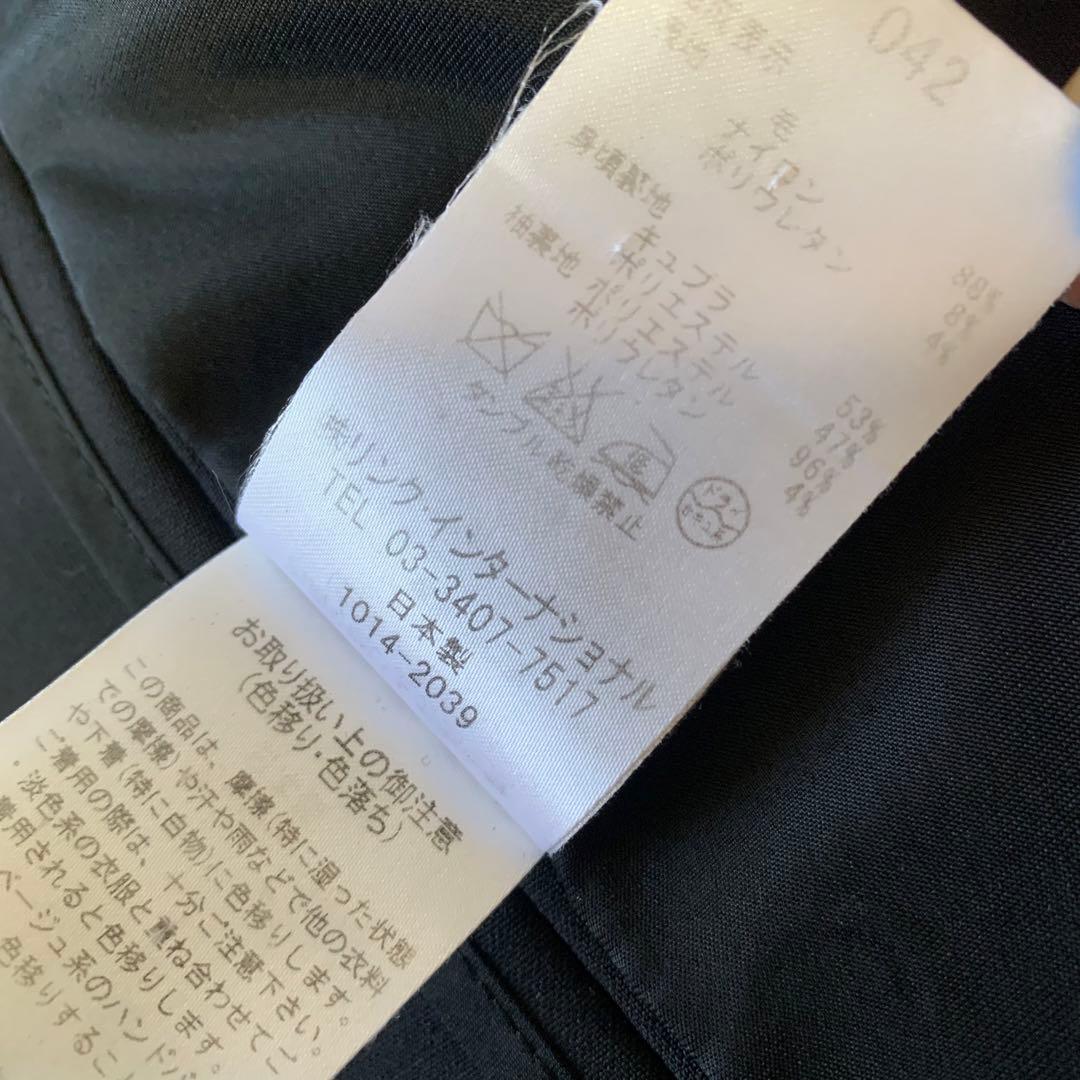 042
表示
毛 88%
ナイロン 8%
ポリウレタン 4%
身頃裏地
キュプラ 53%
ポリエステル 47%
袖裏地 ポリエステル 96%
ポリウレタン 4%
ドライ
タンブル乾燥禁止
㈱リンク・インターナショナル
TEL 03-3407-7517
日本製
1014-2039
お取り扱い上の御注意
(色移り・色落ち)
この商品は、摩擦(特に湿った状態
での摩擦)や汗や雨などで他の衣料
や下着(特に白物)に色移りします。
ご着用の際は、十分ご注意下さい。
・淡色系の衣服と重ね合わせてご
着用されると色移りします。
ベージュ系のハンドバ
色移りするこ